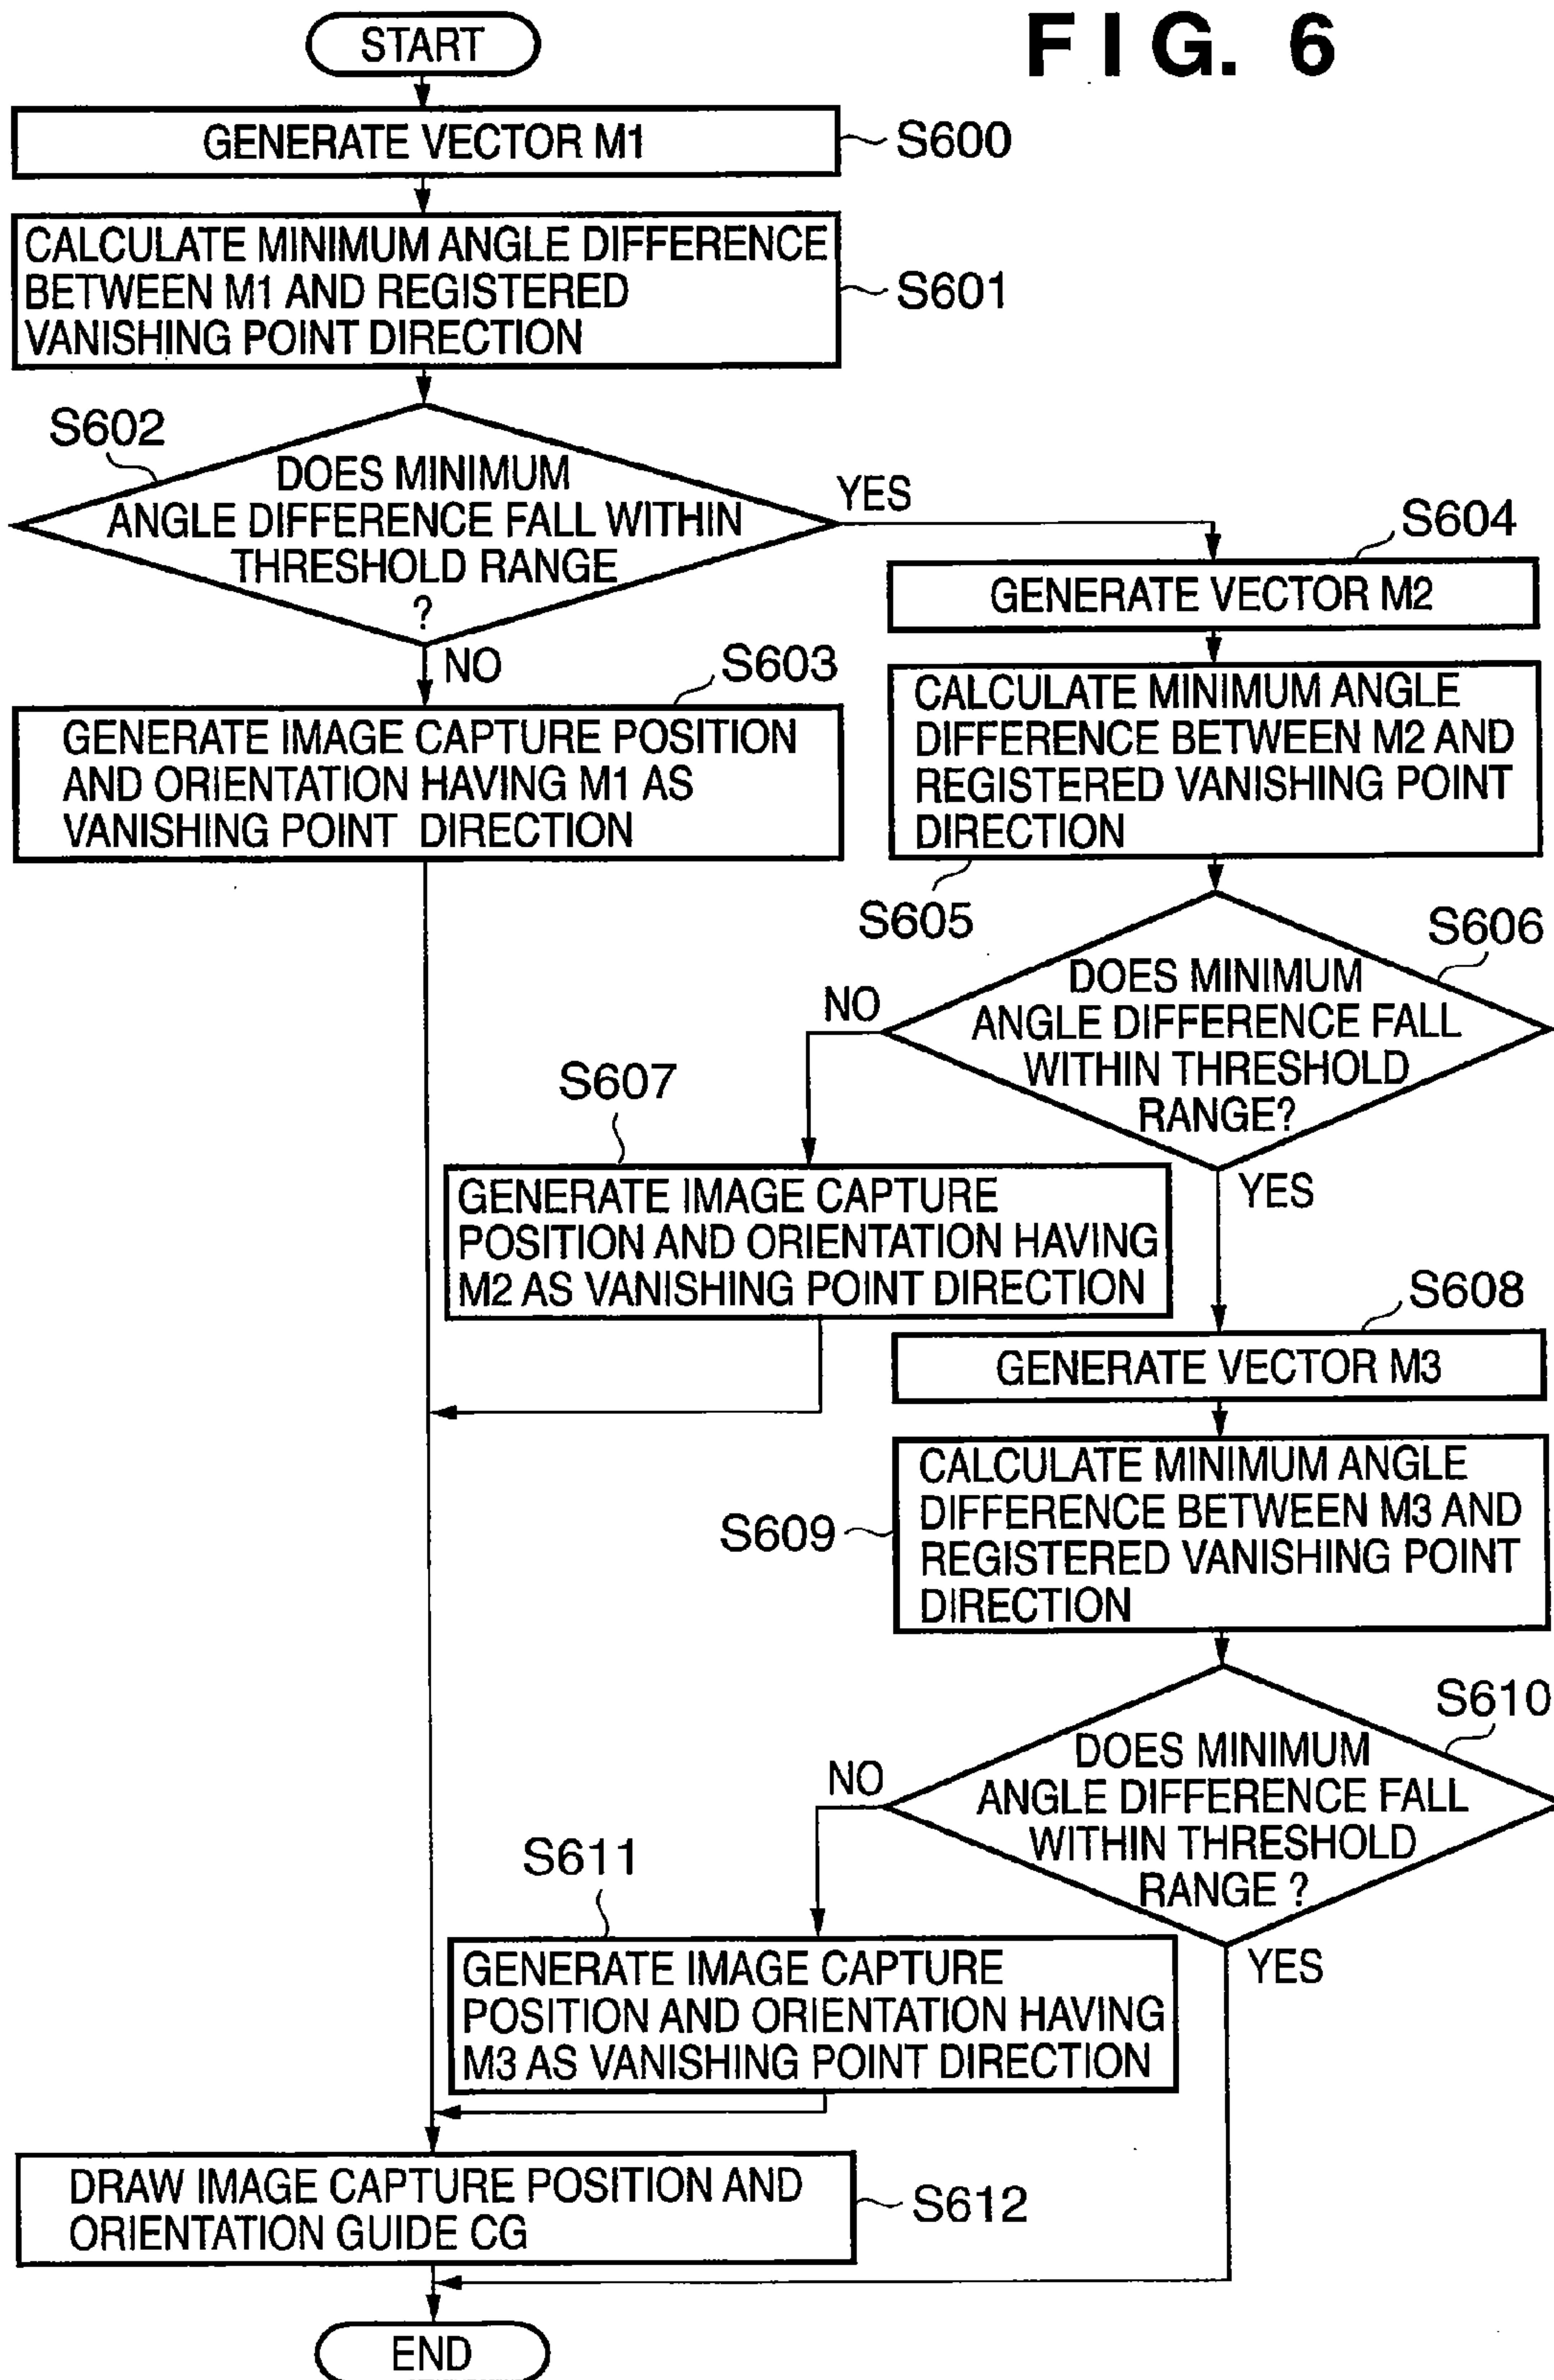 FIG. 6
START
GENERATE VECTOR M1
S600
CALCULATE MINIMUM ANGLE DIFFERENCE
BETWEEN M1 AND REGISTERED
VANISHING POINT DIRECTION
S601
S602
DOES MINIMUM
ANGLE DIFFERENCE FALL WITHIN
THRESHOLD RANGE
?
YES
NO
S603
GENERATE IMAGE CAPTURE POSITION
AND ORIENTATION HAVING M1 AS
VANISHING POINT DIRECTION
S604
GENERATE VECTOR M2
CALCULATE MINIMUM ANGLE
DIFFERENCE BETWEEN M2 AND
REGISTERED VANISHING POINT
DIRECTION
S605
S606
DOES MINIMUM
ANGLE DIFFERENCE FALL
WITHIN THRESHOLD
RANGE?
NO
YES
S607
GENERATE IMAGE CAPTURE
POSITION AND ORIENTATION HAVING
M2 AS VANISHING POINT DIRECTION
S608
GENERATE VECTOR M3
CALCULATE MINIMUM ANGLE
DIFFERENCE BETWEEN M3 AND
REGISTERED VANISHING POINT
DIRECTION
S609
S610
DOES MINIMUM
ANGLE DIFFERENCE FALL
WITHIN THRESHOLD
RANGE ?
NO
YES
S611
GENERATE IMAGE CAPTURE
POSITION AND ORIENTATION HAVING
M3 AS VANISHING POINT DIRECTION
DRAW IMAGE CAPTURE POSITION AND
ORIENTATION GUIDE CG
S612
END